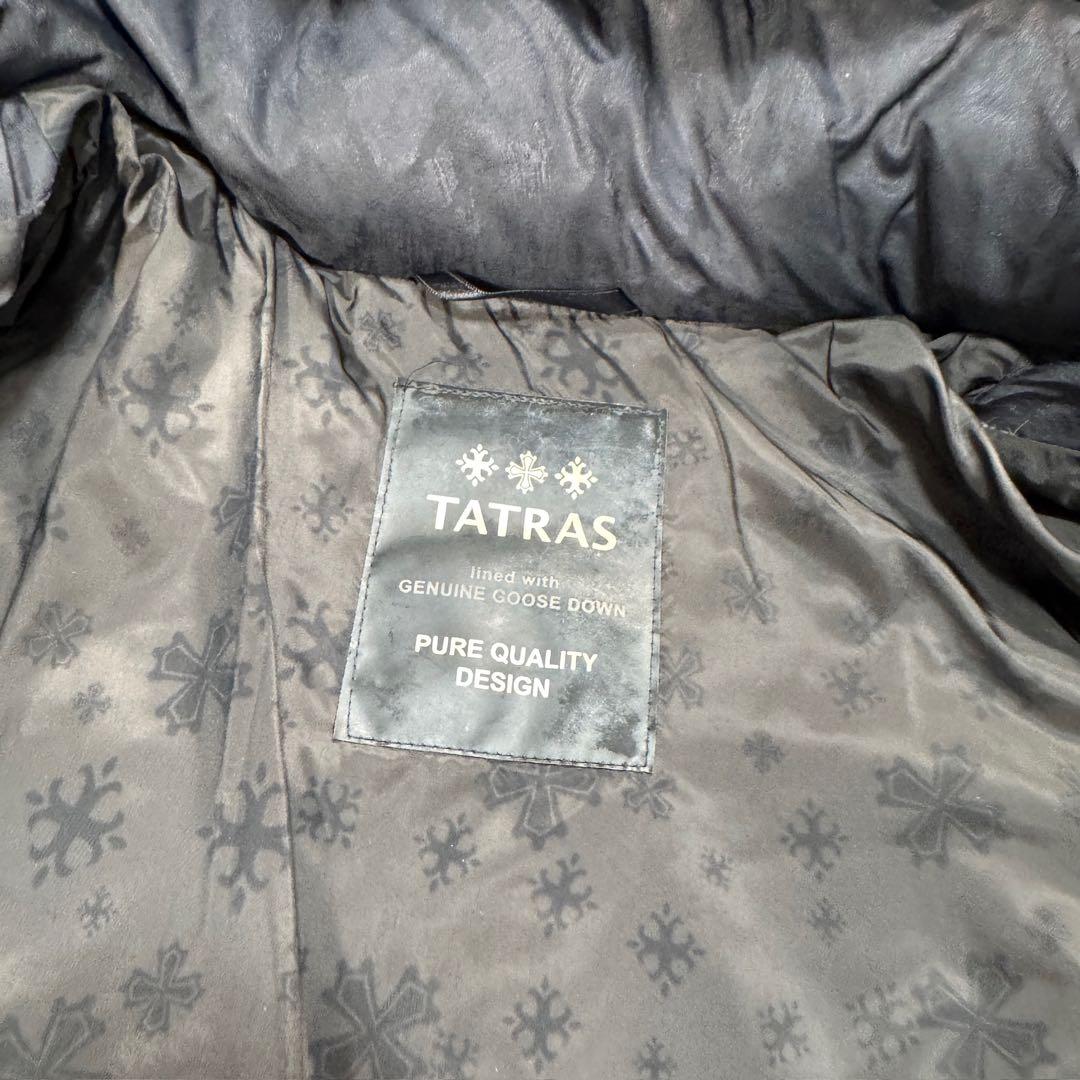 TATRAS
lined with
GENUINE GOOSE DOWN
PURE QUALITY
DESIGN